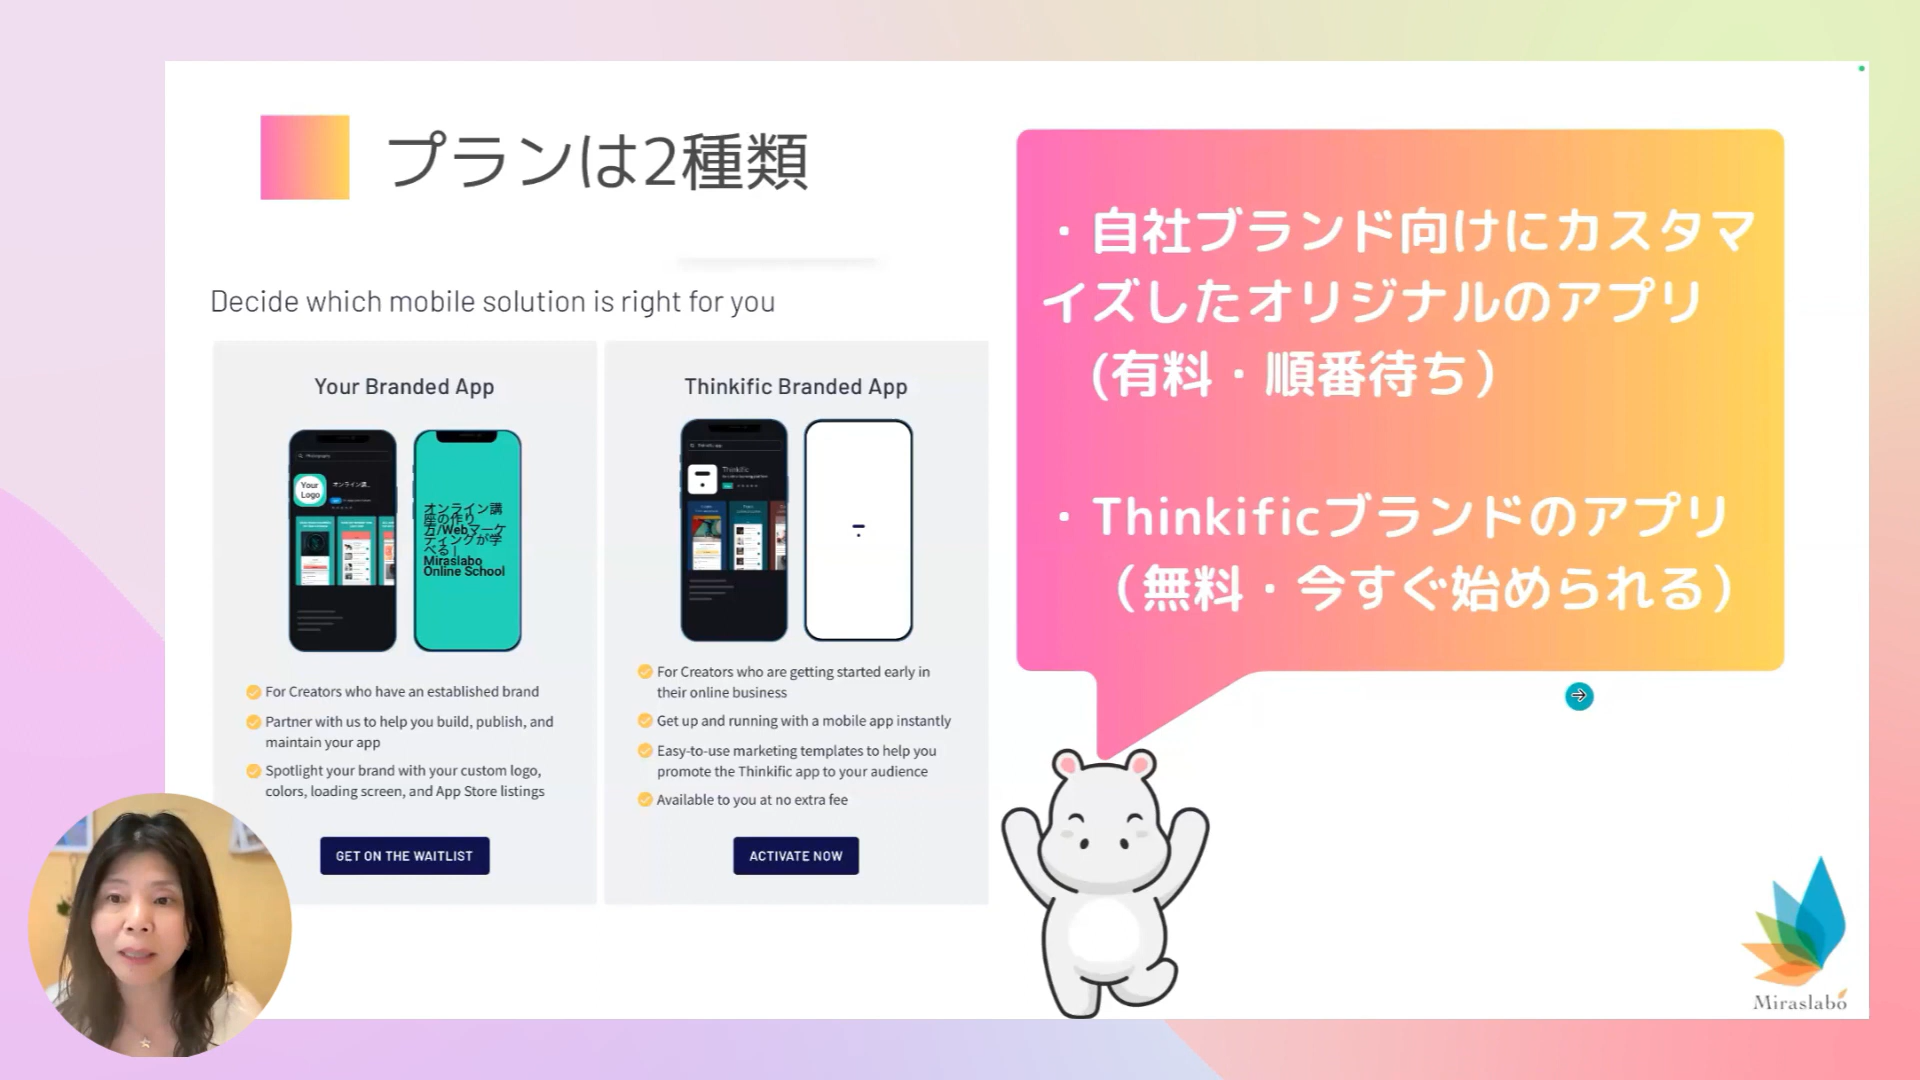 プランは2種類
Decide which mobile solution is right for you
Your Branded App
Your
Logo
オンライン講...
オンライン講
座の作り
方/Webマーケ
ティングが学
べる |
Miraslabo
Online School
For Creators who have an established brand
Partner with us to help you build, publish, and
maintain your app
Spotlight your brand with your custom logo,
colors, loading screen, and App Store listings
GET ON THE WAITLIST
Thinkific Branded App
Thinkific
For Creators who are getting started early in
their online business
Get up and running with a mobile app instantly
Easy-to-use marketing templates to help you
promote the Thinkific app to your audience
Available to you at no extra fee
ACTIVATE NOW
・自社ブランド向けにカスタマ
イズしたオリジナルのアプリ
(有料・順番待ち）
・Thinkificブランドのアプリ
（無料・今すぐ始められる）
Miraslabo